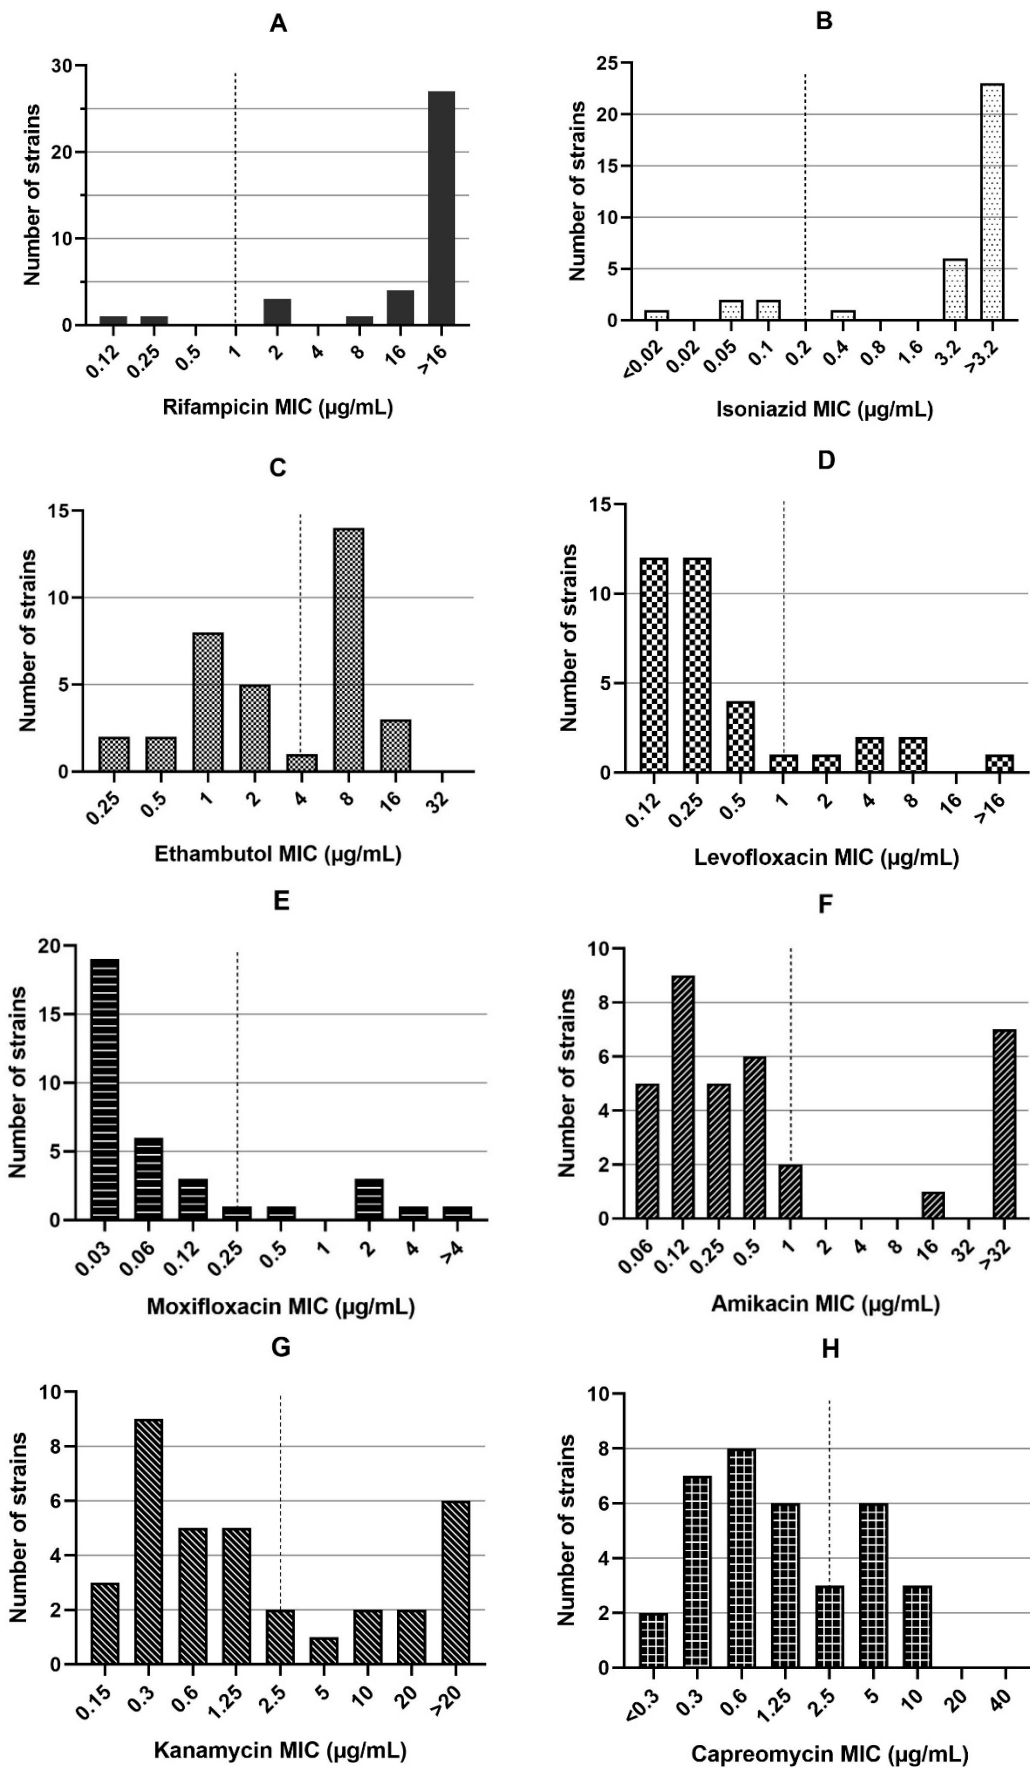 A
Number of strains
30
20
10
0
0.12 0.25 0.5 1 2 4 8 16 >16
Rifampicin MIC (µg/mL)
B
Number of strains
25
20
15
10
5
0
<0.02 0.02 0.05 0.1 0.2 0.4 0.8 1.6 3.2 >3.2
Isoniazid MIC (µg/mL)
C
Number of strains
15
10
5
0
0.25 0.5 1 2 4 8 16 32
Ethambutol MIC (µg/mL)
D
Number of strains
15
10
5
0
0.12 0.25 0.5 1 2 4 8 16 >16
Levofloxacin MIC (µg/mL)
E
Number of strains
20
15
10
5
0
0.03 0.06 0.12 0.25 0.5 1 2 4 >4
Moxifloxacin MIC (µg/mL)
F
Number of strains
10
8
6
4
2
0
0.06 0.12 0.25 0.5 1 2 4 8 16 32 >32
Amikacin MIC (µg/mL)
G
Number of strains
10
8
6
4
2
0
0.15 0.3 0.6 1.25 2.5 5 10 20 >20
Kanamycin MIC (µg/mL)
H
Number of strains
10
8
6
4
2
0
<0.3 0.3 0.6 1.25 2.5 5 10 20 40
Capreomycin MIC (µg/mL)